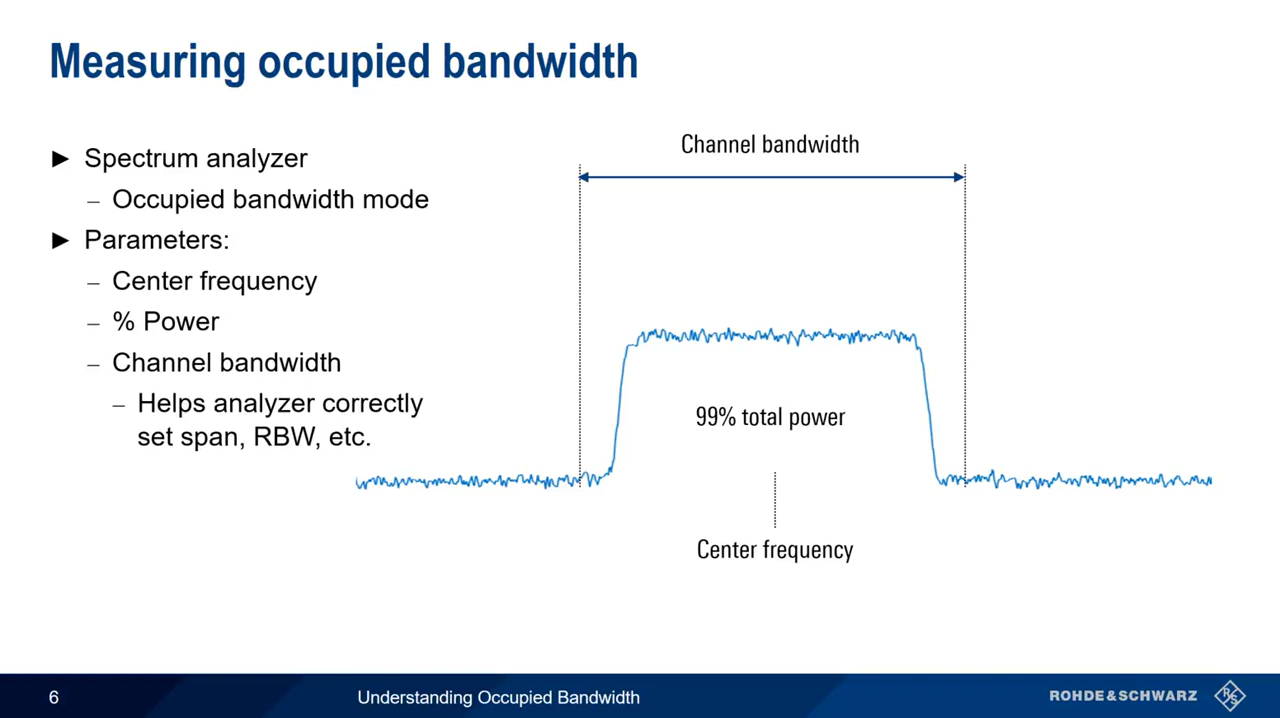 Measuring occupied bandwidth
► Spectrum analyzer
– Occupied bandwidth mode
► Parameters:
– Center frequency
– % Power
– Channel bandwidth
– Helps analyzer correctly
set span, RBW, etc.
Channel bandwidth
99% total power
Center frequency
6
Understanding Occupied Bandwidth
ROHDE & SCHWARZ
R S